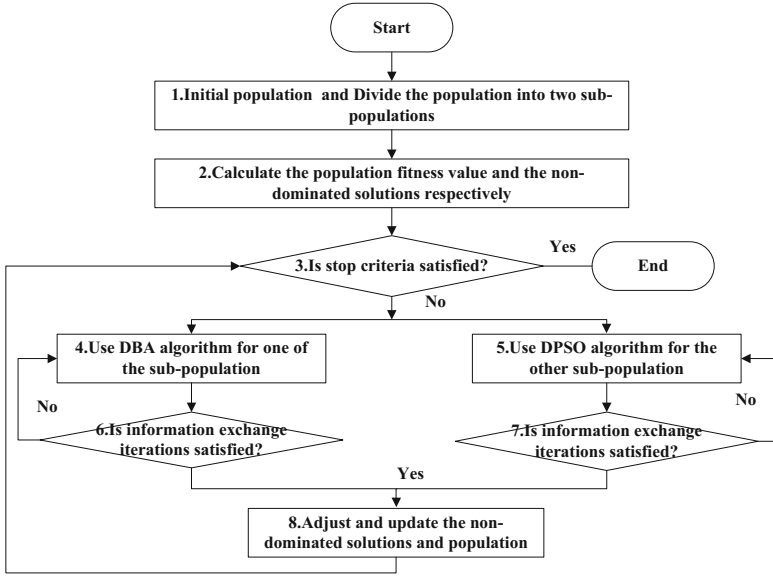 Start
1.Initial population and Divide the population into two sub-
populations
2.Calculate the population fitness value and the non-
dominated solutions respectively
3.Is stop criteria satisfied?
Yes
End
No
4.Use DBA algorithm for one of
the sub-population
5.Use DPSO algorithm for the
other sub-population
No
No
6.Is information exchange
iterations satisfied?
7.Is information exchange
iterations satisfied?
Yes
8.Adjust and update the non-
dominated solutions and population